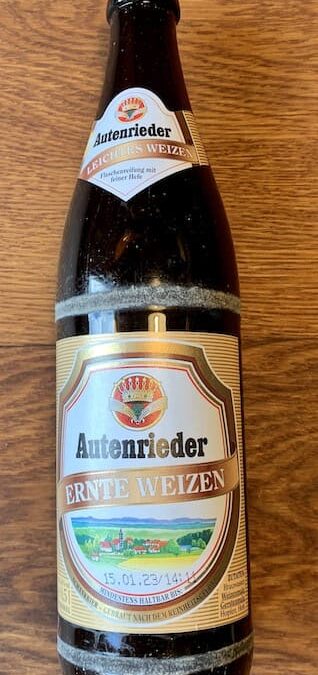 Autenrieder
LEICHTES WEIZEN
Flaschenreifung mit
feiner Hefe
Autenrieder
ERNTE WEIZEN
15.01.23/14:11
MINDESTENS HALTBAR BIS:
GEBRAUT NACH DEM REINHEITSGEBOT